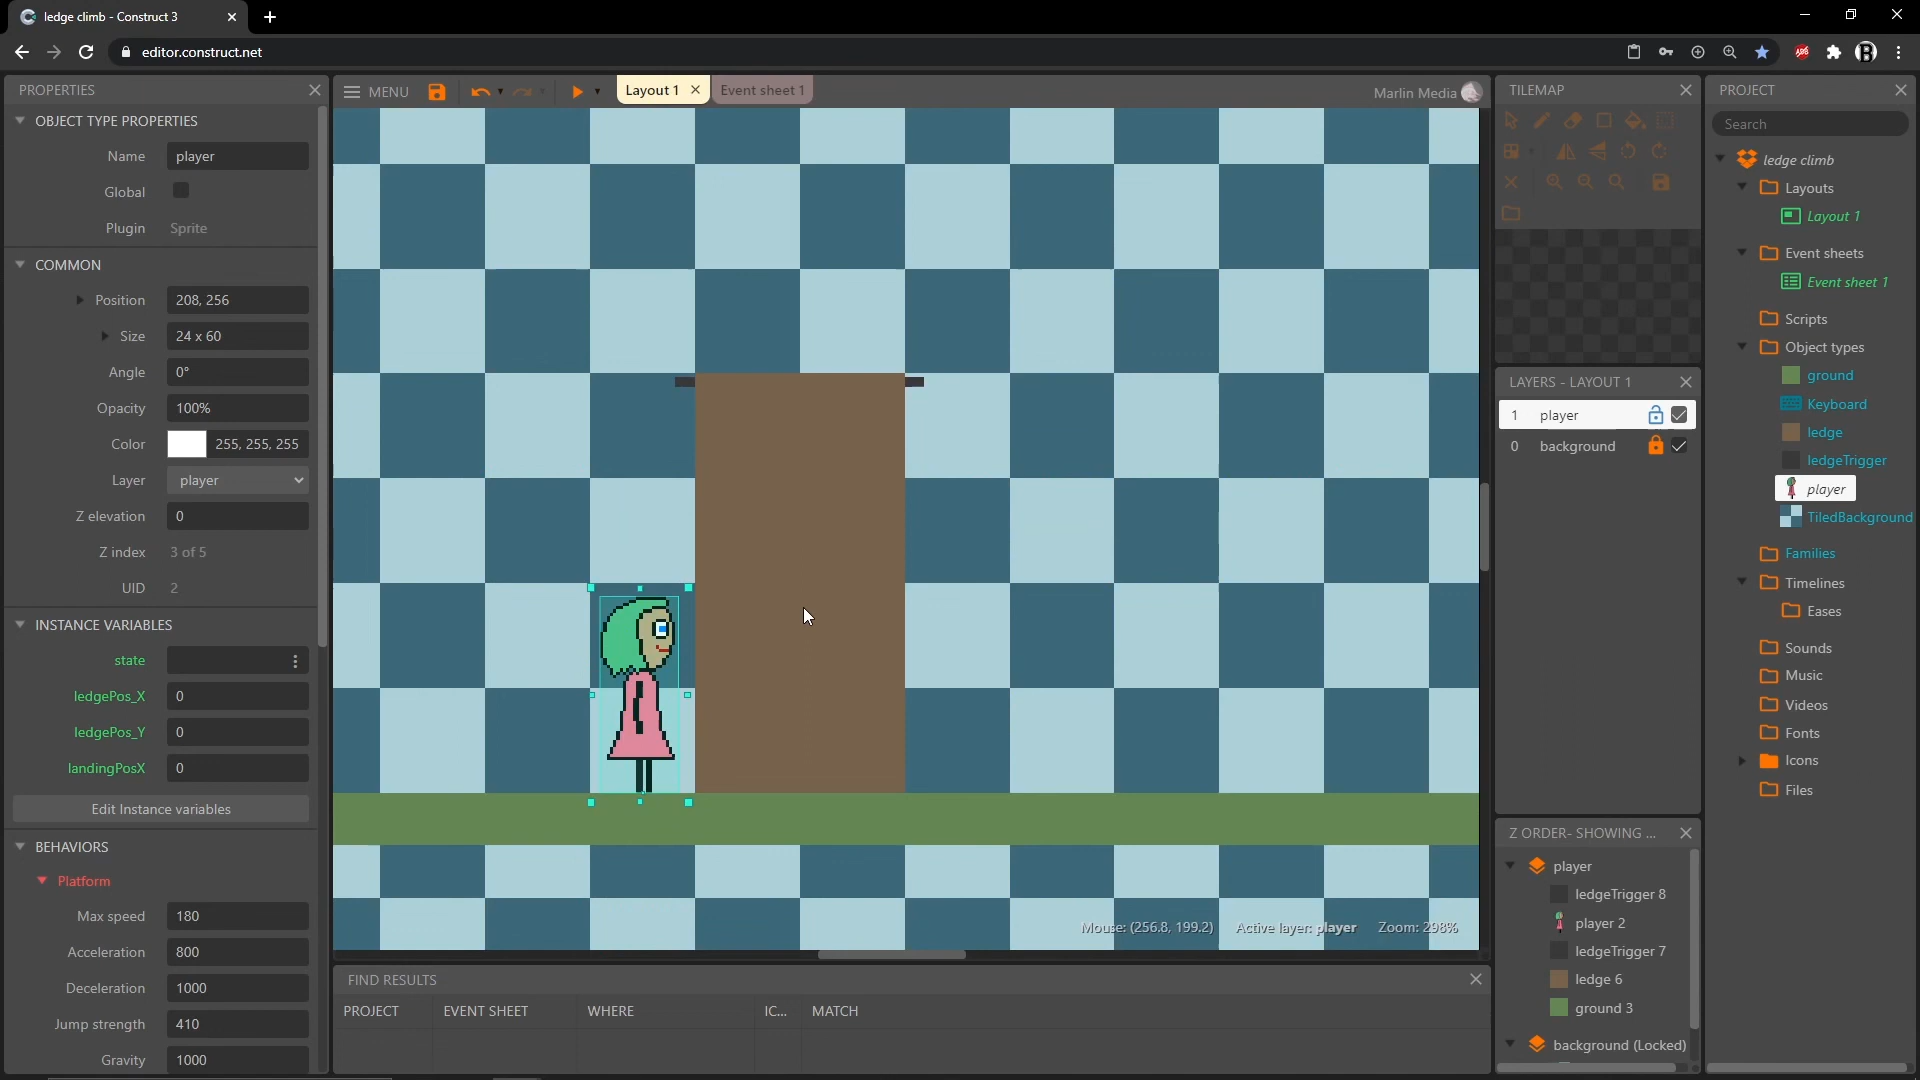 ledge climb - Construct 3
editor.construct.net
PROPERTIES
OBJECT TYPE PROPERTIES
Name player
Global
Plugin Sprite
COMMON
Position 208, 256
Size 24 x 60
Angle 0°
Opacity 100%
Color 255, 255, 255
Layer player
Z elevation 0
Z index 3 of 5
UID 2
INSTANCE VARIABLES
state
ledgePos_X 0
ledgePos_Y 0
landingPosX 0
Edit Instance variables
BEHAVIORS
Platform
Max speed 180
Acceleration 800
Deceleration 1000
Jump strength 410
Gravity 1000
MENU
Layout 1
Event sheet 1
Marlin Media
Mouse: (256.8, 199.2) Active layer: player Zoom: 298%
FIND RESULTS
PROJECT EVENT SHEET WHERE IC... MATCH
TILEMAP
LAYERS - LAYOUT 1
1 player
0 background
Z ORDER- SHOWING ...
player
ledgeTrigger 8
player 2
ledgeTrigger 7
ledge 6
ground 3
background (Locked)
PROJECT
Search
ledge climb
Layouts
Layout 1
Event sheets
Event sheet 1
Scripts
Object types
ground
Keyboard
ledge
ledgeTrigger
player
TiledBackground
Families
Timelines
Eases
Sounds
Music
Videos
Fonts
Icons
Files
ABP
B